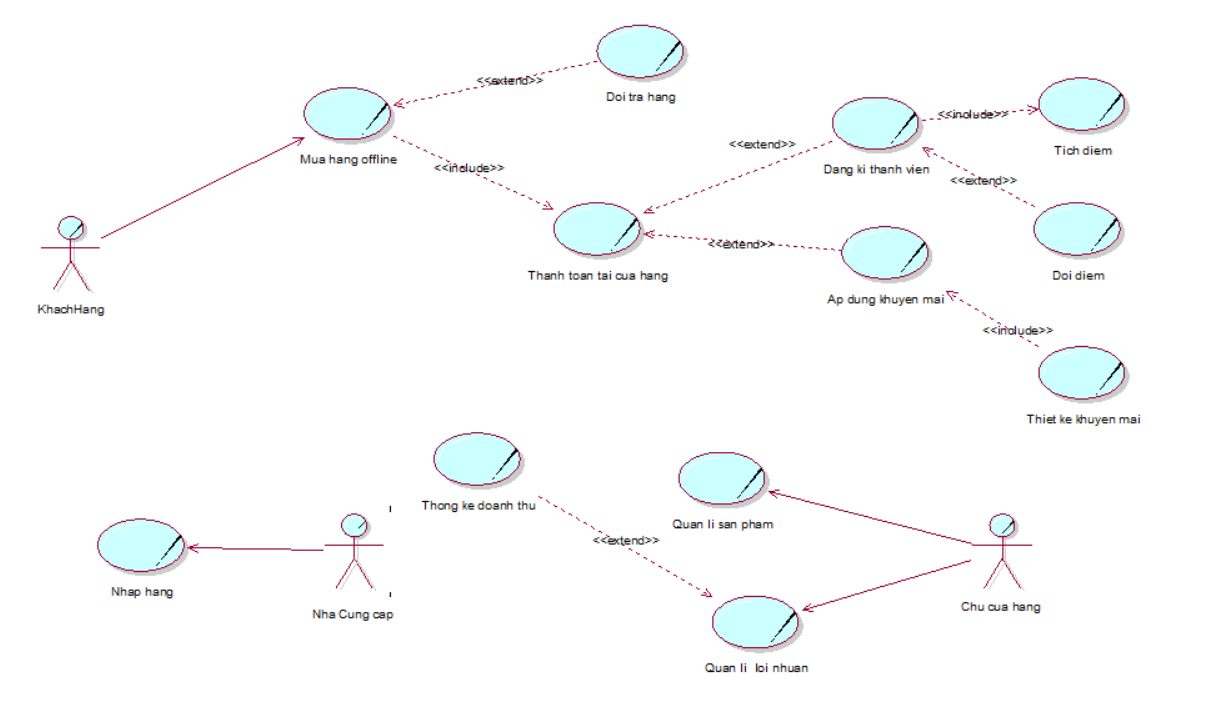 <<extend>>
Doi tra hang
Mua hang offline
<<include>>
<<extend>>
Dang ki thanh vien
<<include>>
Tich diem
<<extend>>
KhachHang
Thanh toan tai cua hang
<<extend>>
Ap dung khuyen mai
Doi diem
<<include>>
Thiet ke khuyen mai
Thong ke doanh thu
Quan li san pham
<<extend>>
Nhap hang
Nha Cung cap
Chu cua hang
Quan li loi nhuan